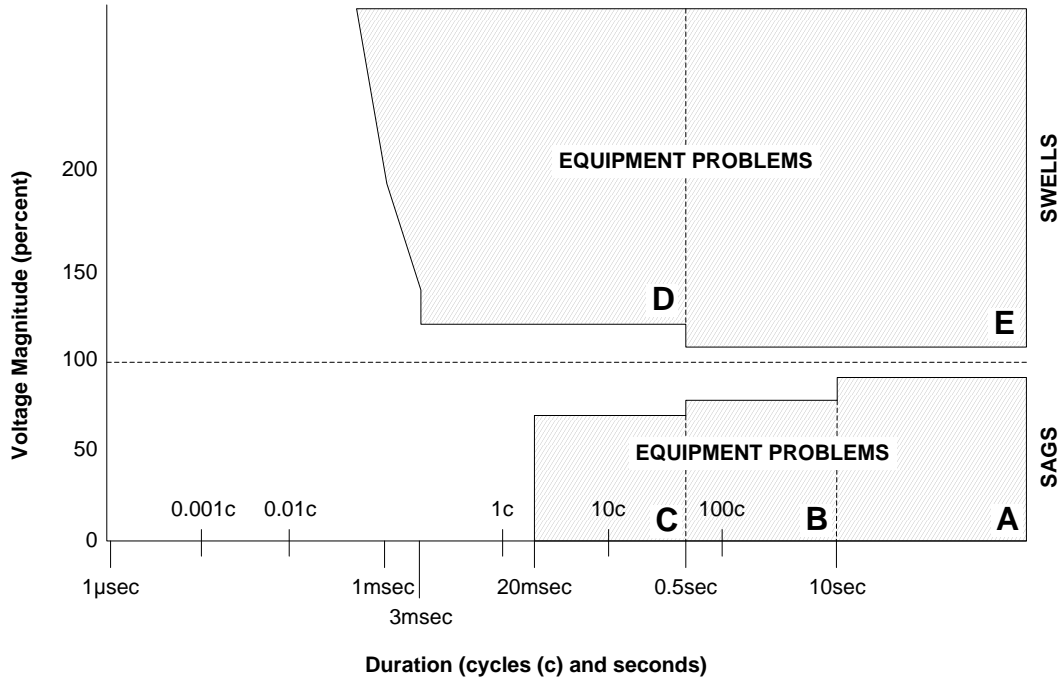 EQUIPMENT PROBLEMS
SWELLS
200
Voltage Magnitude (percent)
150
D
E
100
50
EQUIPMENT PROBLEMS
SAGS
0.001c
0.01c
1c
10c
C
100c
B
A
0
1µsec
1msec
3msec
20msec
0.5sec
10sec
Duration (cycles (c) and seconds)